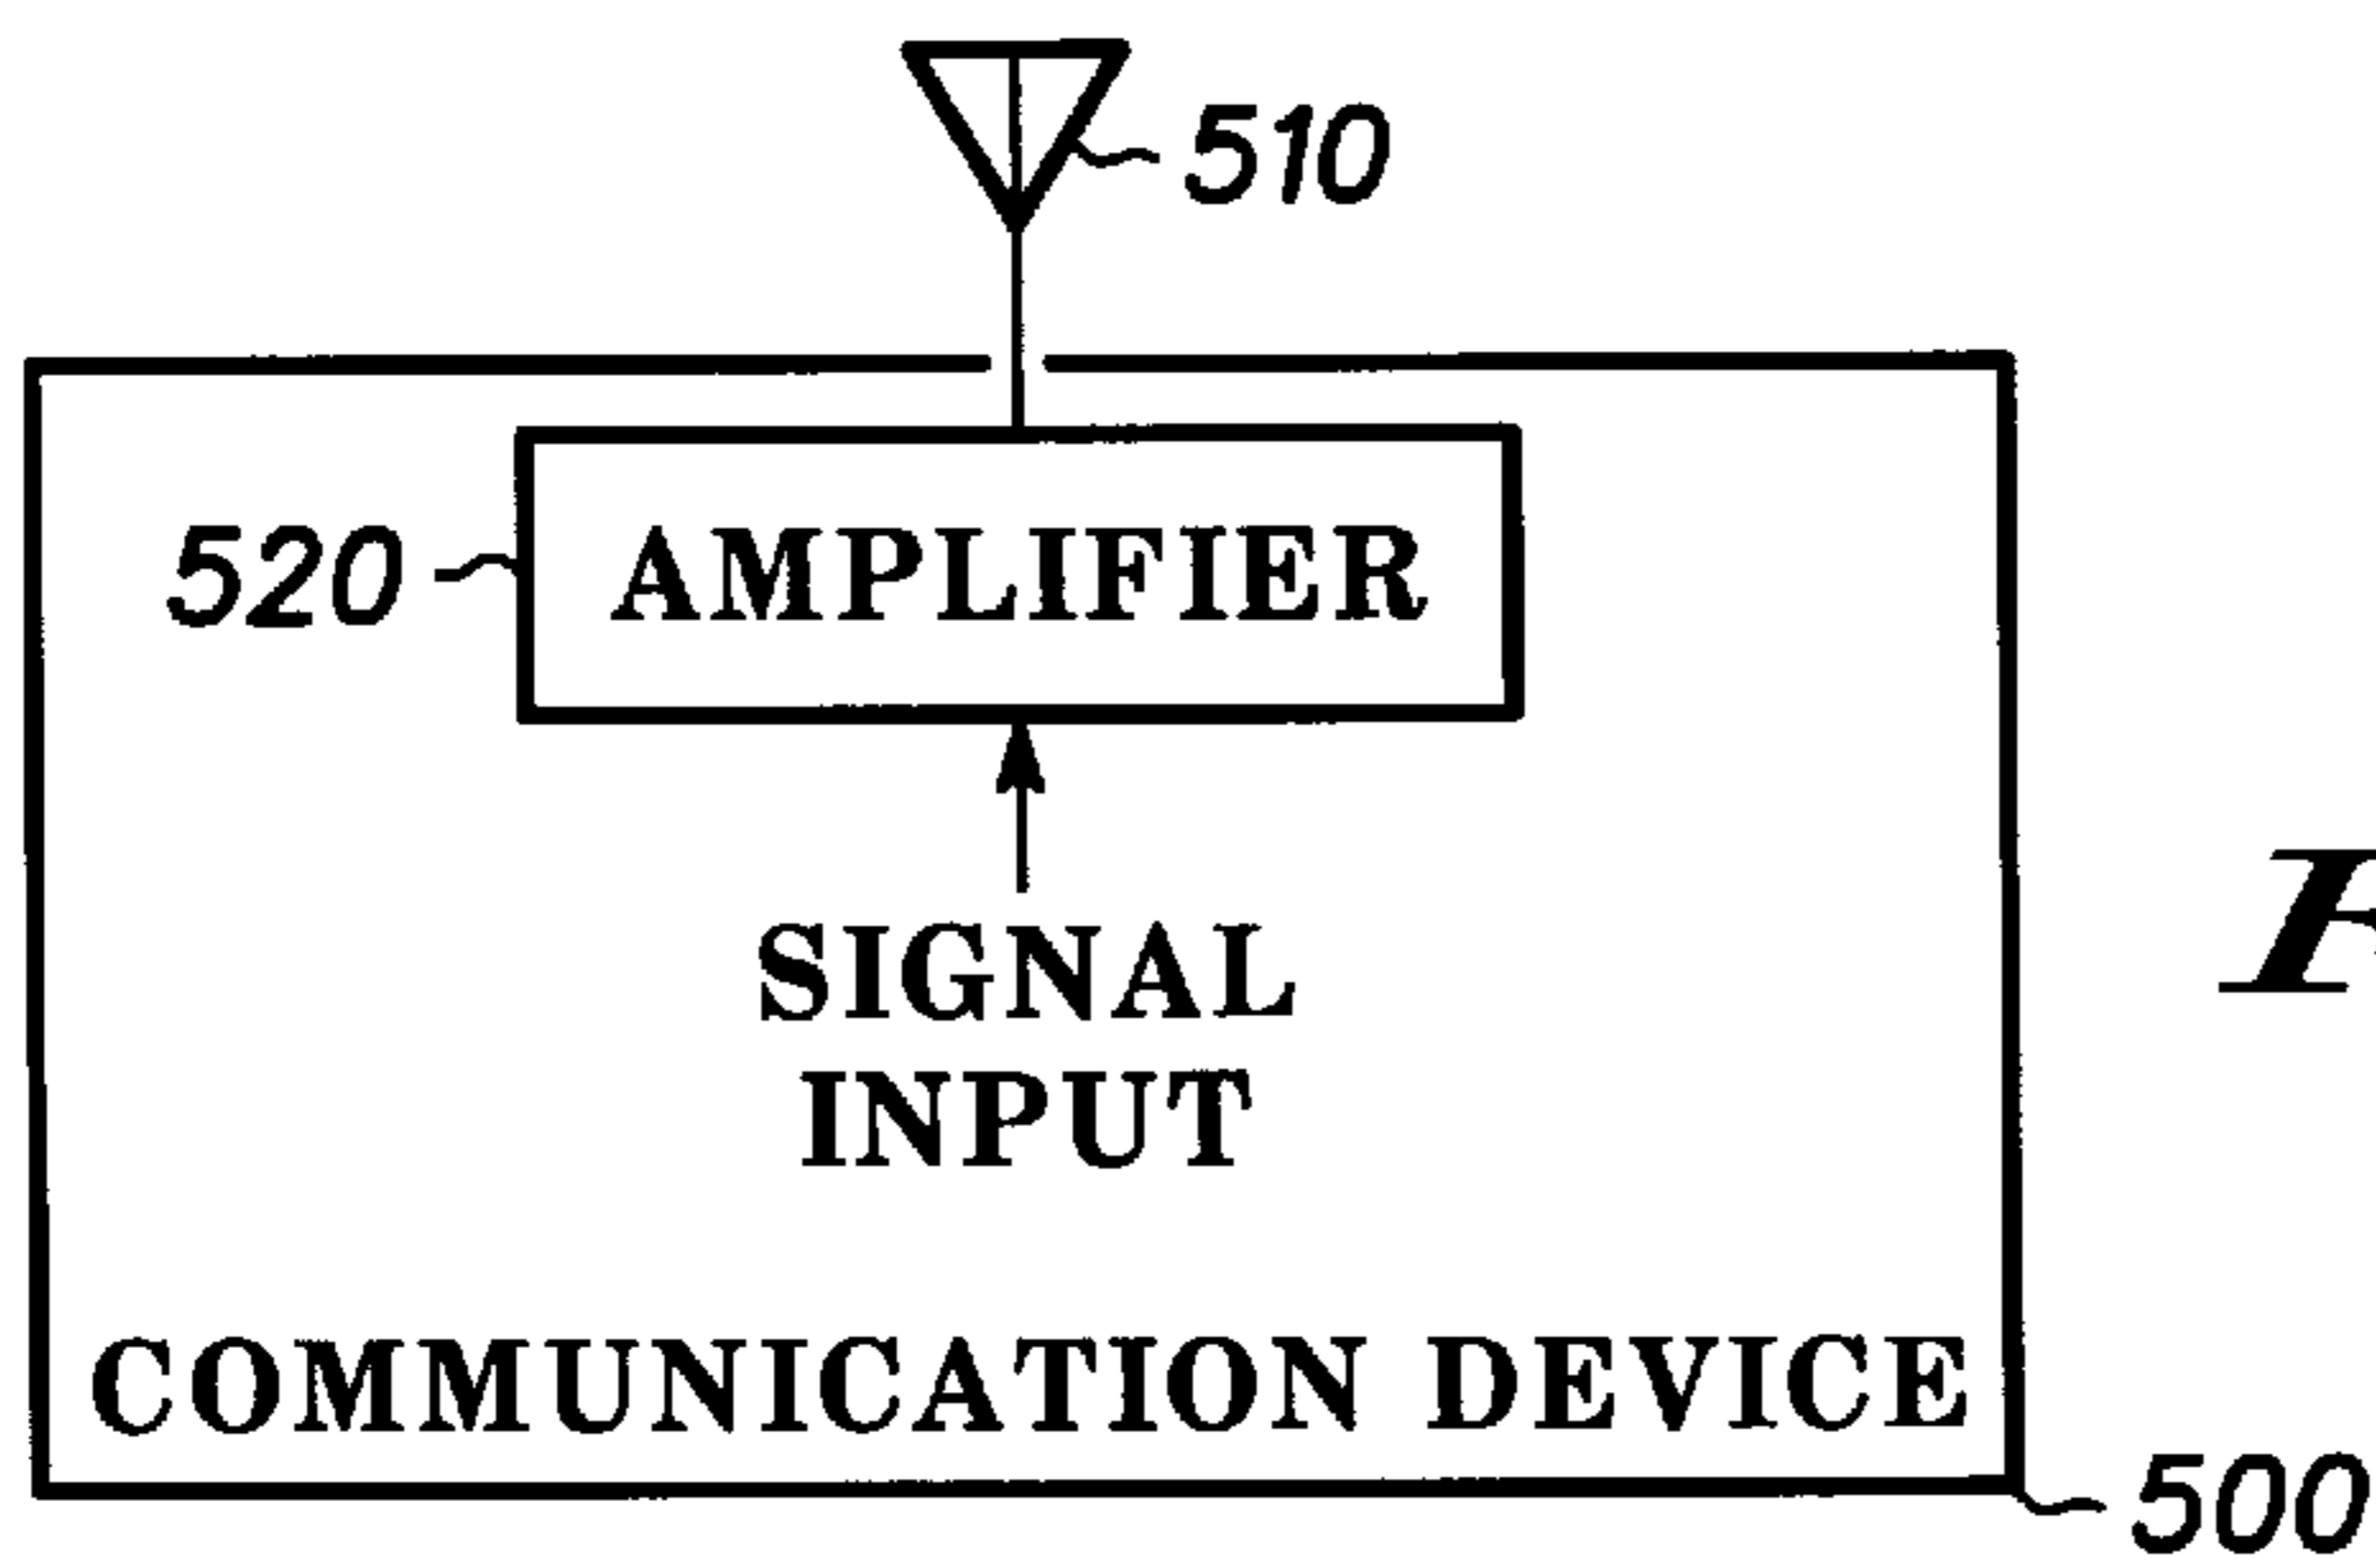 510
520
AMPLIFIER
SIGNAL
INPUT
COMMUNICATION DEVICE
500